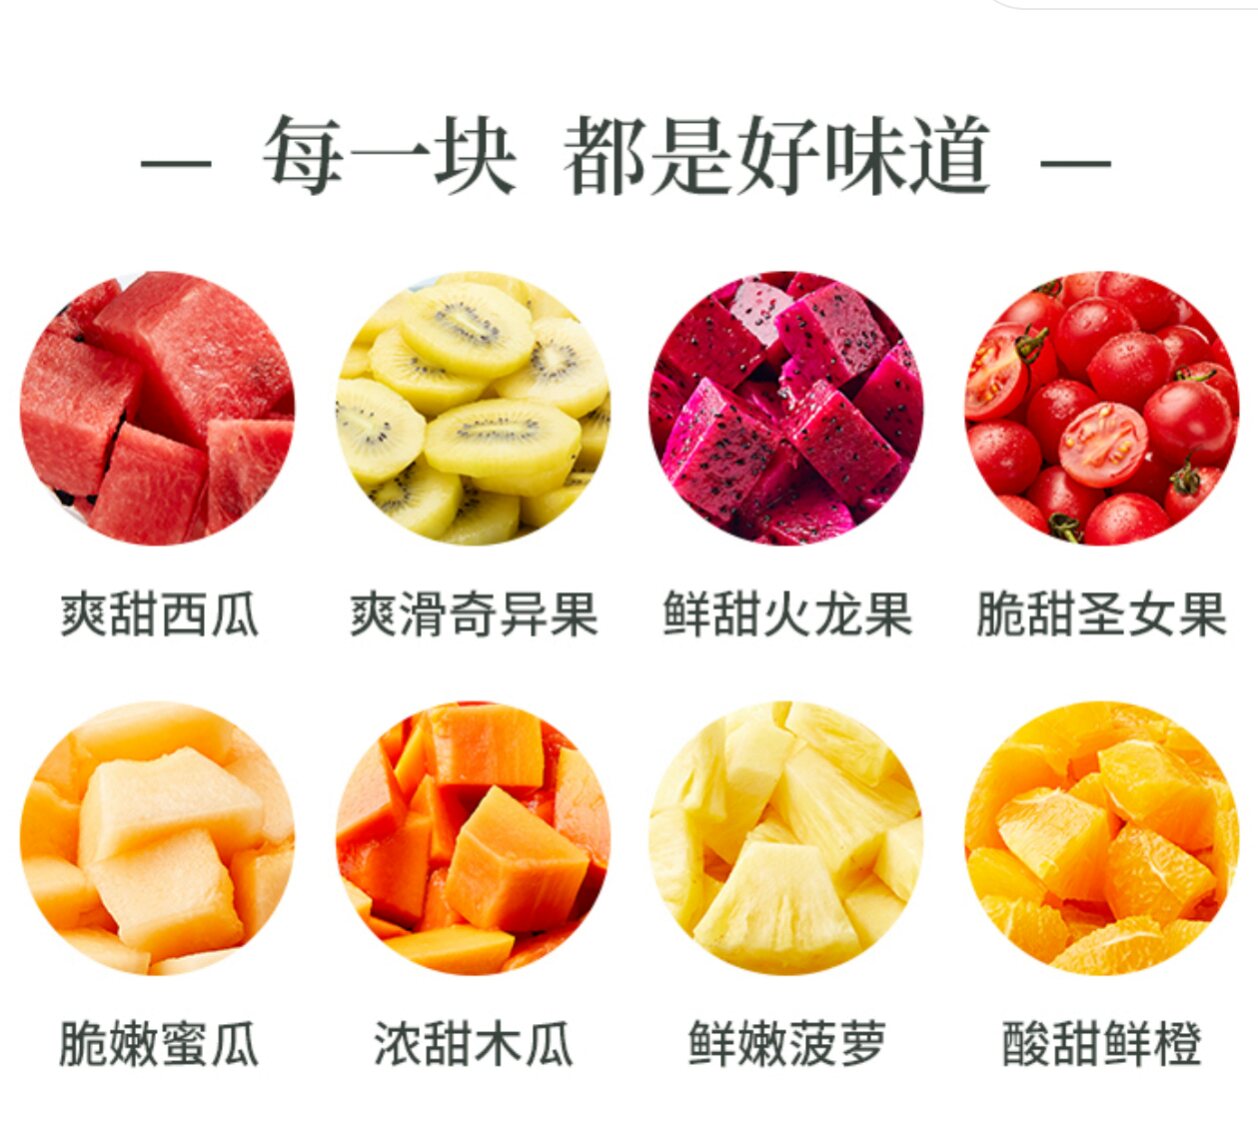 — 每一块 都是好味道 —
爽甜西瓜 爽滑奇异果 鲜甜火龙果 脆甜圣女果
脆嫩蜜瓜 浓甜木瓜 鲜嫩菠萝 酸甜鲜橙